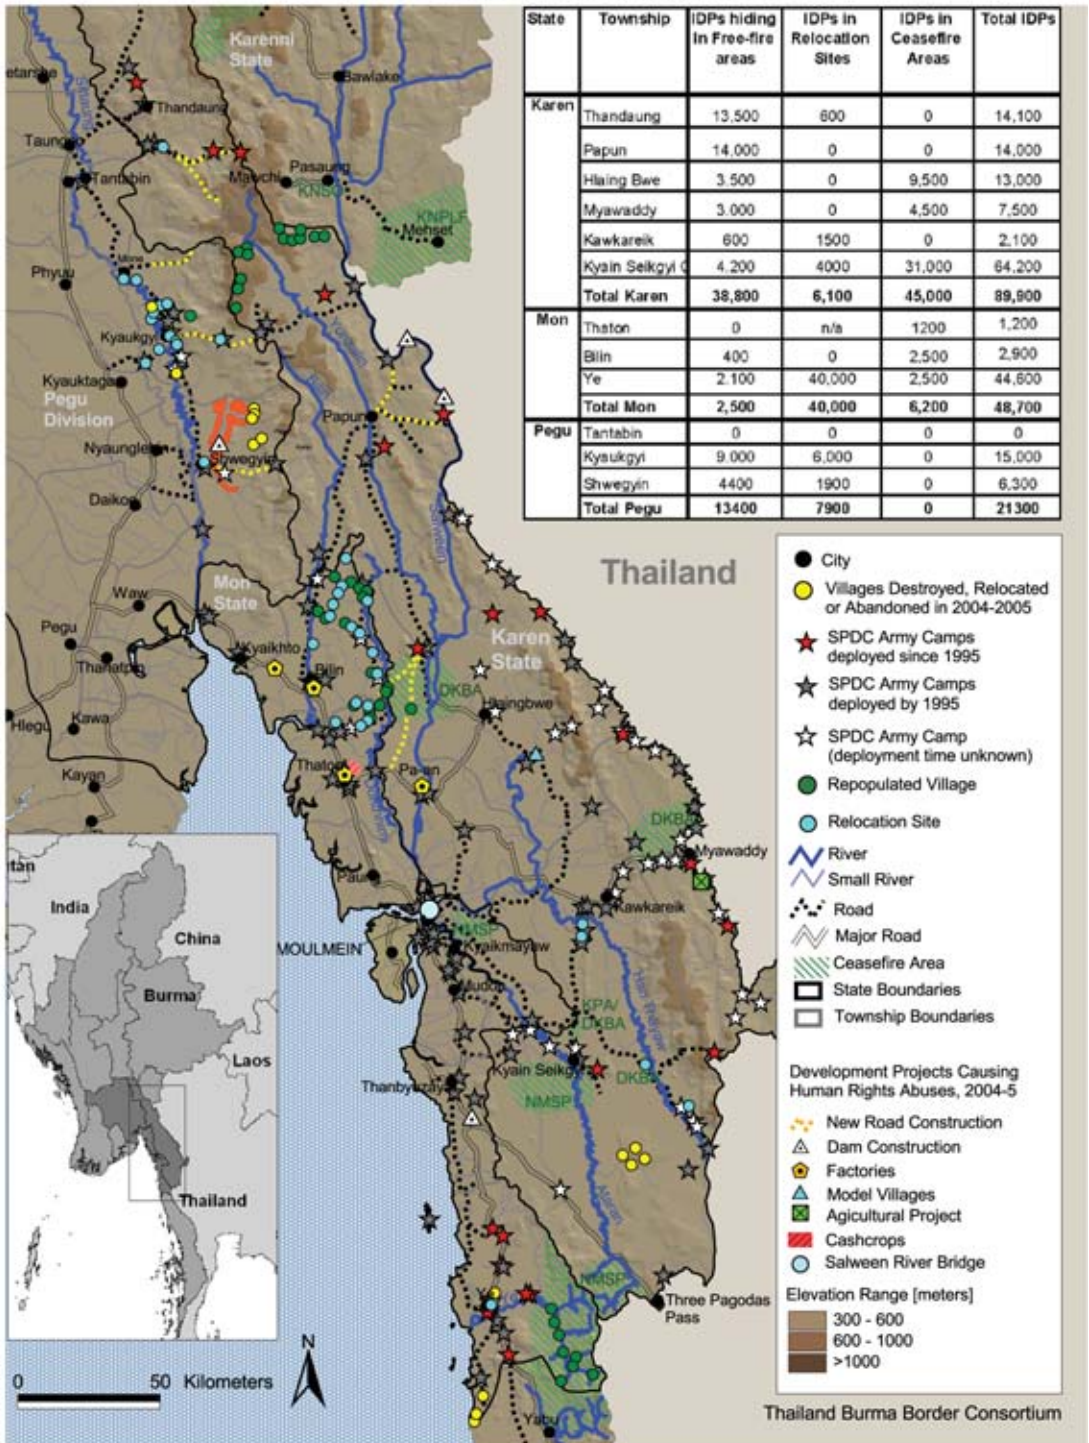 State Township IDPs hiding in Free-fire areas IDPs in Relocation Sites IDPs in Ceasefire Areas Total IDPs
Karen Thandaung 13,500 600 0 14,100
Papun 14,000 0 0 14,000
Hlaing Bwe 3.500 0 9,500 13,000
Myawaddy 3.000 0 4,500 7,500
Kawkareik 600 1500 0 2,100
Kyain Seikgyi 4.200 4000 31,000 64,200
Total Karen 38,800 6,100 45,000 89,900
Mon Thaton 0 n/a 1200 1,200
Bilin 400 0 2,500 2,900
Ye 2.100 40,000 2,500 44,600
Total Mon 2,500 40,000 6,200 48,700
Pegu Tantabin 0 0 0 0
Kyaukgyi 9.000 6,000 0 15,000
Shwegyin 4400 1900 0 6,300
Total Pegu 13400 7900 0 21300
Karenni
State
Bawlake
etarshe
Thandaung
Pasaung
Mawchi
Tantabin
KNPLF
Mehset
Mone
Phyuu
Kyaukgyi
Kyauktaga
Pegu
Division
Papun
Shwegyin
Daikoo
Salween
Thailand
Mon
State
Waw
Pegu
Thanatpin
Kyaikhto
Bilin
Karen
State
DKBA
Hlaingbwe
Hlegu
Kawa
Kayan
Thaton
Pa-an
DKBA
Myawaddy
Kawkareik
NMSP
Kyaikmayaw
MOULMEIN
Mudon
KPA/
DKBA
Kyain Seikgyi
DKBA
Thanbyuzayat
NMSP
Ataran
NMSP
Three Pagodas
Pass
Yabu
City
Villages Destroyed, Relocated
or Abandoned in 2004-2005
SPDC Army Camps
deployed since 1995
SPDC Army Camps
deployed by 1995
SPDC Army Camp
(deployment time unknown)
Repopulated Village
Relocation Site
River
Small River
Road
Major Road
Ceasefire Area
State Boundaries
Township Boundaries
Development Projects Causing
Human Rights Abuses, 2004-5
New Road Construction
Dam Construction
Factories
Model Villages
Agicultural Project
Cashcrops
Salween River Bridge
Elevation Range [meters]
300 - 600
600 - 1000
>1000
tan
India
China
Burma
Laos
Thailand
N
0 50 Kilometers
Thailand Burma Border Consortium